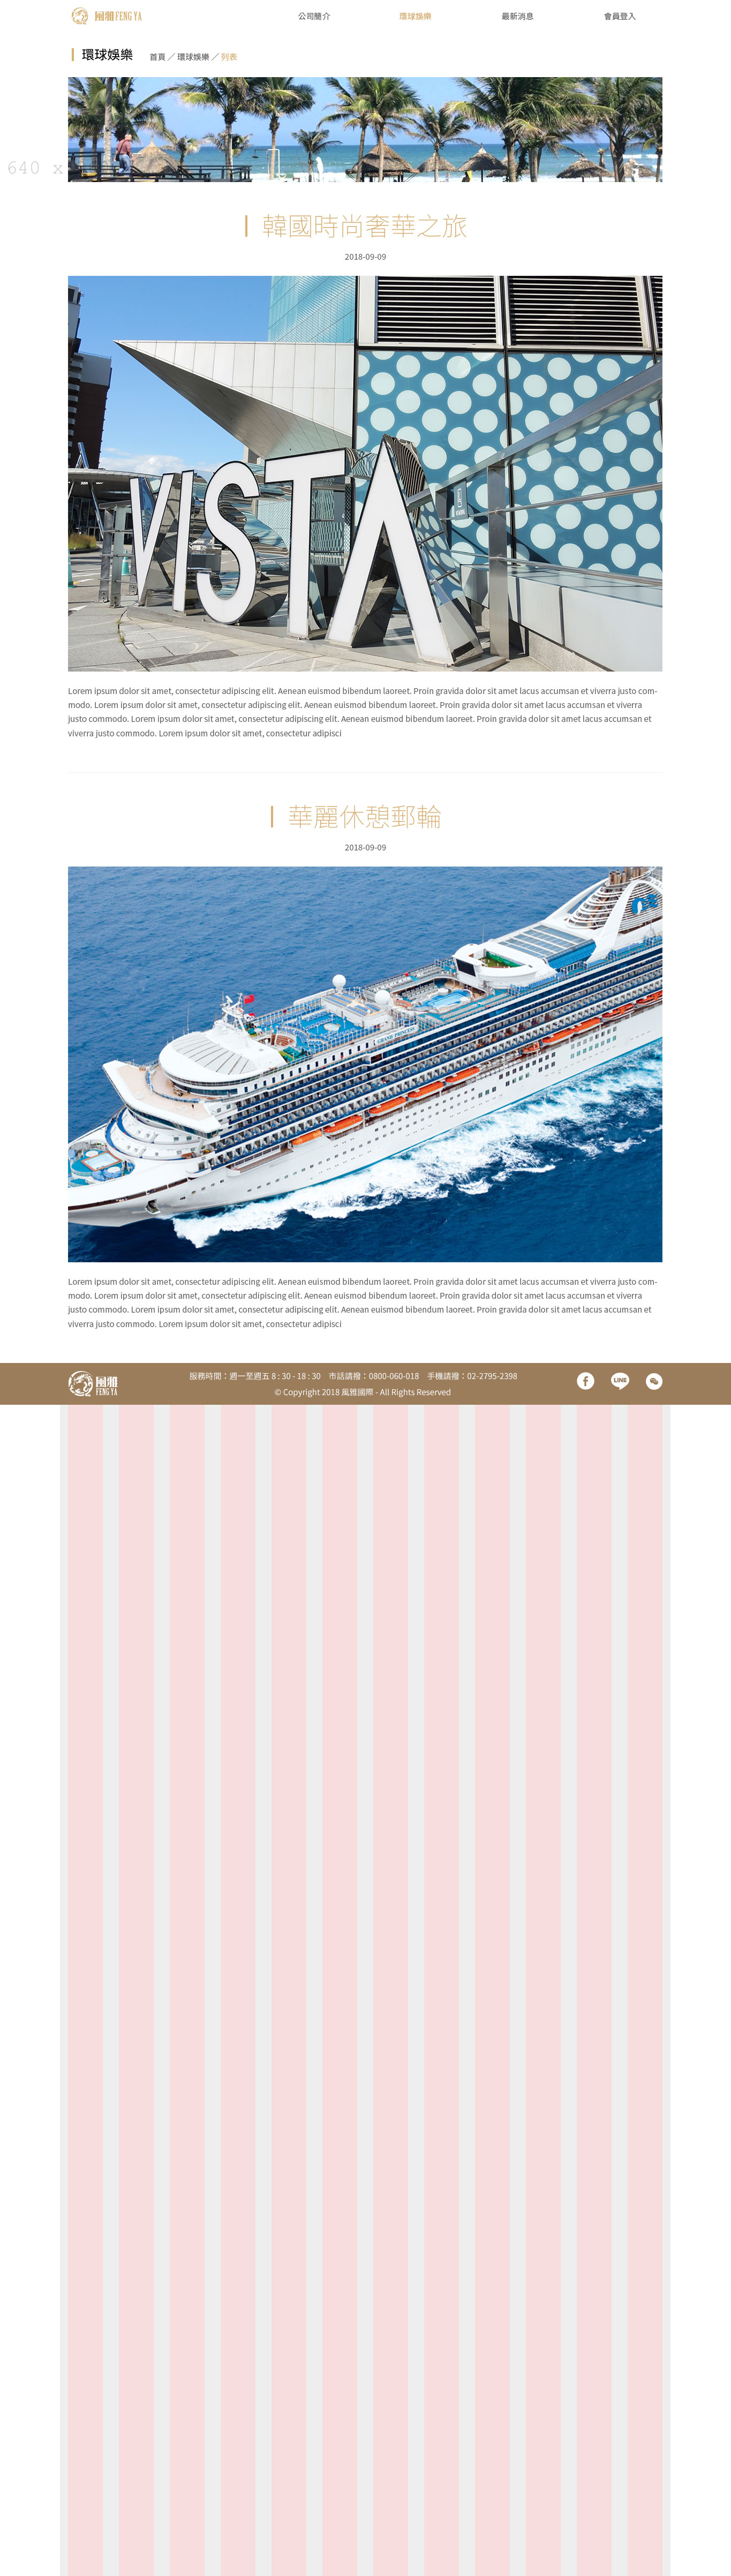 風雅 FENG YA
公司簡介
環球娛樂
最新消息
會員登入
環球娛樂
首頁 ／ 環球娛樂 ／ 列表
640 x
韓國時尚奢華之旅
2018-09-09
VISTA
Lorem ipsum dolor sit amet, consectetur adipiscing elit. Aenean euismod bibendum laoreet. Proin gravida dolor sit amet lacus accumsan et viverra justo com-
modo. Lorem ipsum dolor sit amet, consectetur adipiscing elit. Aenean euismod bibendum laoreet. Proin gravida dolor sit amet lacus accumsan et viverra
justo commodo. Lorem ipsum dolor sit amet, consectetur adipiscing elit. Aenean euismod bibendum laoreet. Proin gravida dolor sit amet lacus accumsan et
viverra justo commodo. Lorem ipsum dolor sit amet, consectetur adipisci
華麗休憩郵輪
2018-09-09
GRAND PRINCESS
Lorem ipsum dolor sit amet, consectetur adipiscing elit. Aenean euismod bibendum laoreet. Proin gravida dolor sit amet lacus accumsan et viverra justo com-
modo. Lorem ipsum dolor sit amet, consectetur adipiscing elit. Aenean euismod bibendum laoreet. Proin gravida dolor sit amet lacus accumsan et viverra
justo commodo. Lorem ipsum dolor sit amet, consectetur adipiscing elit. Aenean euismod bibendum laoreet. Proin gravida dolor sit amet lacus accumsan et
viverra justo commodo. Lorem ipsum dolor sit amet, consectetur adipisci
風雅
FENG YA
服務時間：週一至週五 8 : 30 - 18 : 30 市話請撥：0800-060-018 手機請撥：02-2795-2398
© Copyright 2018 風雅國際 - All Rights Reserved
LINE